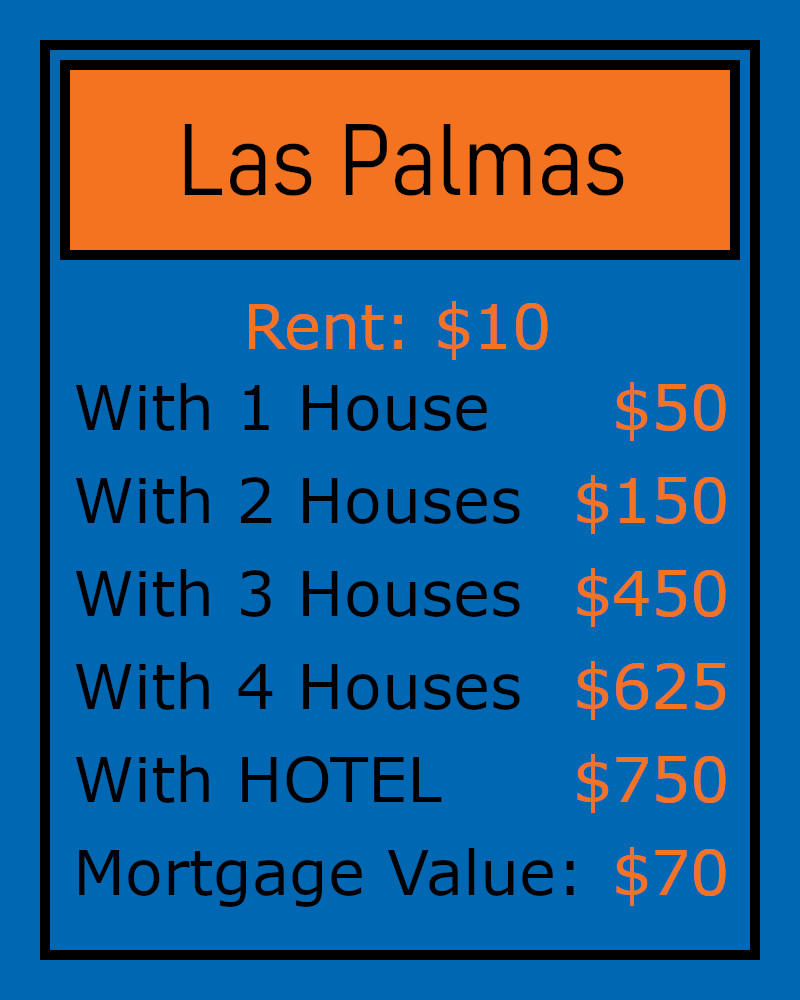 Las Palmas
Rent: $10
With 1 House $50
With 2 Houses $150
With 3 Houses $450
With 4 Houses $625
With HOTEL $750
Mortgage Value: $70